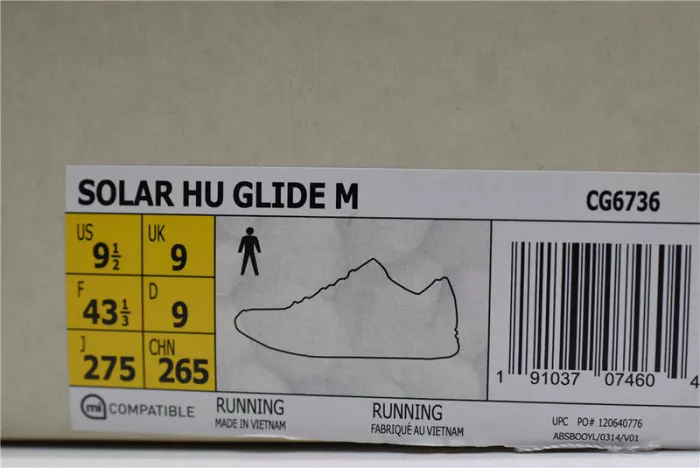 SOLAR HU GLIDE M CG6736
US 9½ UK 9
F 43⅓ D 9
J 275 CHN 265
1 91037 07460 4
mi COMPATIBLE RUNNING RUNNING
MADE IN VIETNAM FABRIQUÉ AU VIETNAM
UPC PO# 120640776
ABSBOOYL/0314/V01